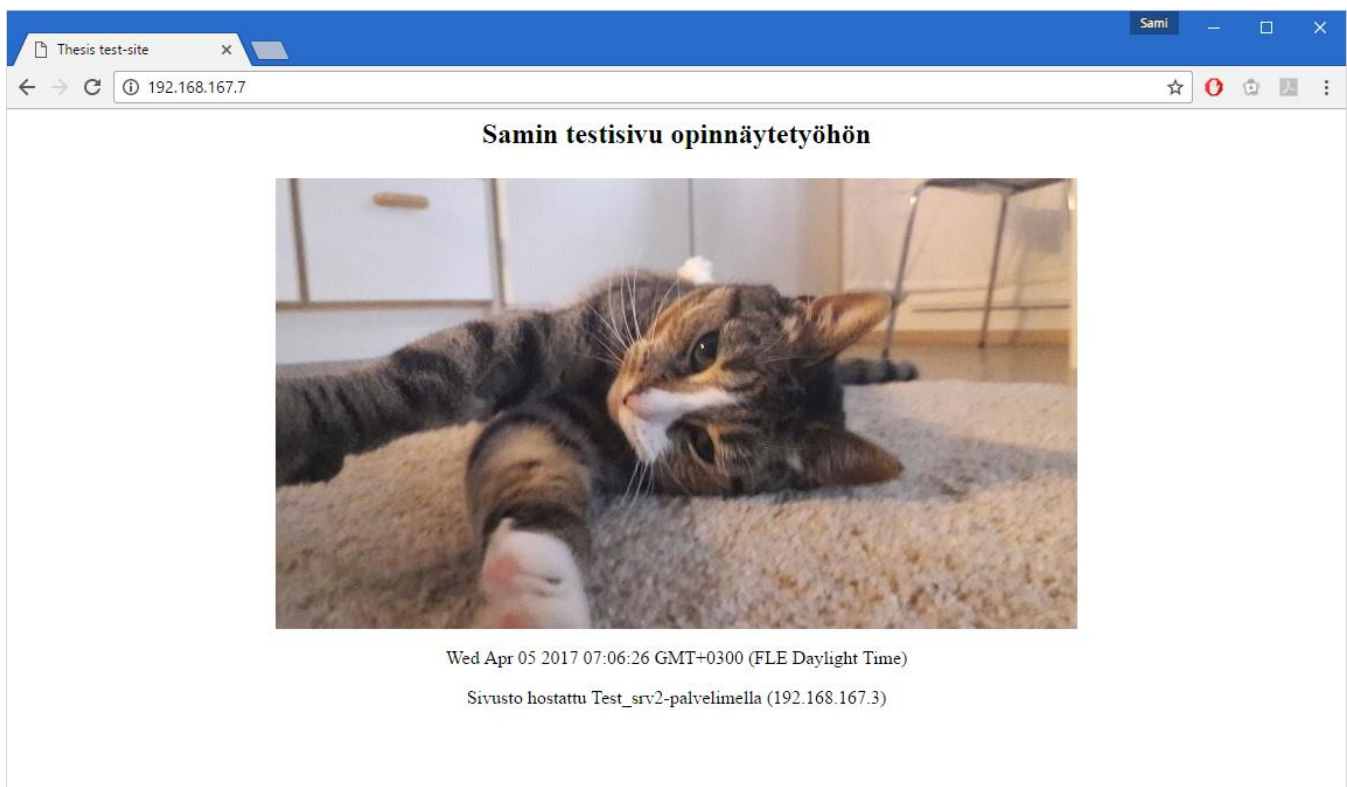 Sami
Thesis test-site
192.168.167.7
Samin testisivu opinnäytetyöhön
Wed Apr 05 2017 07:06:26 GMT+0300 (FLE Daylight Time)
Sivusto hostattu Test_srv2-palvelimella (192.168.167.3)